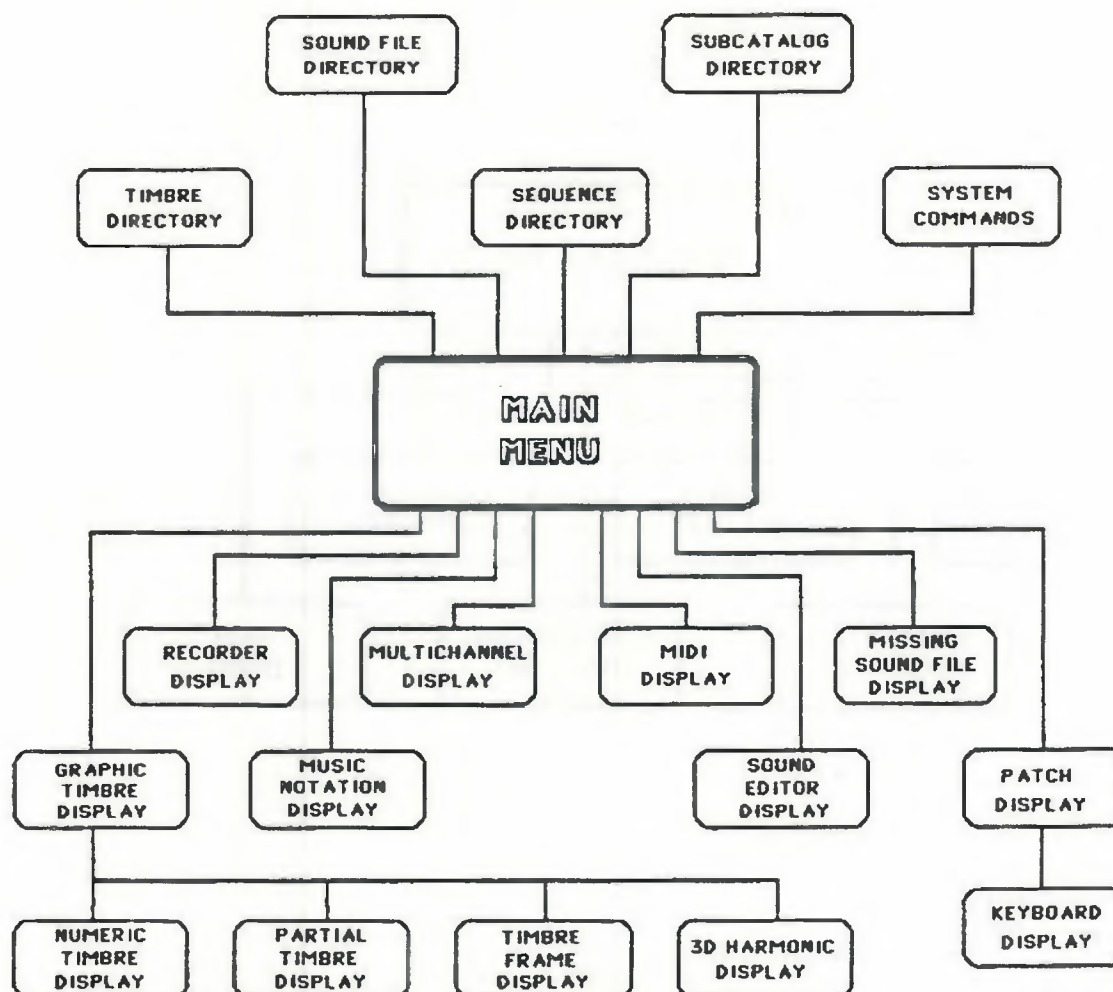 SOUND FILE
DIRECTORY
SUBCATALOG
DIRECTORY
TIMBRE
DIRECTORY
SEQUENCE
DIRECTORY
SYSTEM
COMMANDS
MAIN
MENU
RECORDER
DISPLAY
MULTICHANNEL
DISPLAY
MIDI
DISPLAY
MISSING
SOUND FILE
DISPLAY
GRAPHIC
TIMBRE
DISPLAY
MUSIC
NOTATION
DISPLAY
SOUND
EDITOR
DISPLAY
PATCH
DISPLAY
NUMERIC
TIMBRE
DISPLAY
PARTIAL
TIMBRE
DISPLAY
TIMBRE
FRAME
DISPLAY
3D HARMONIC
DISPLAY
KEYBOARD
DISPLAY